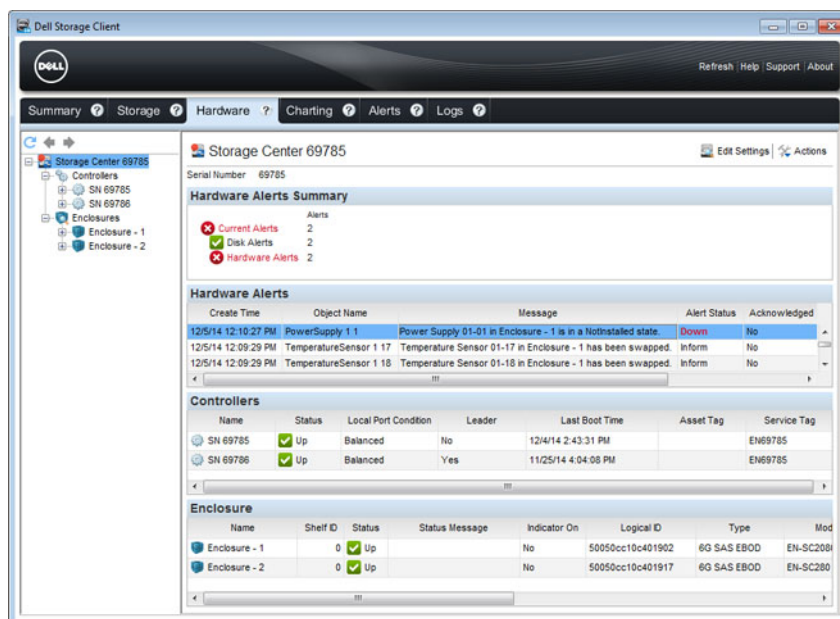 Dell Storage Client
DELL
Refresh Help Support About
Summary ? Storage ? Hardware ? Charting ? Alerts ? Logs ?
Storage Center 69785
Controllers
SN 69785
SN 69786
Enclosures
Enclosure - 1
Enclosure - 2
Storage Center 69785 Edit Settings Actions
Serial Number 69785
Hardware Alerts Summary
Alerts
Current Alerts 2
Disk Alerts 2
Hardware Alerts 2
Hardware Alerts
Create Time Object Name Message Alert Status Acknowledged
12/5/14 12:10:27 PM PowerSupply 1 1 Power Supply 01-01 in Enclosure - 1 is in a NotInstalled state. Down No
12/5/14 12:09:29 PM TemperatureSensor 1 17 Temperature Sensor 01-17 in Enclosure - 1 has been swapped. Inform No
12/5/14 12:09:29 PM TemperatureSensor 1 18 Temperature Sensor 01-18 in Enclosure - 1 has been swapped. Inform No
Controllers
Name Status Local Port Condition Leader Last Boot Time Asset Tag Service Tag
SN 69785 Up Balanced No 12/4/14 2:43:31 PM EN69785
SN 69786 Up Balanced Yes 11/25/14 4:04:08 PM EN69785
Enclosure
Name Shelf ID Status Status Message Indicator On Logical ID Type Mod
Enclosure - 1 0 Up No 50050cc10c401902 6G SAS EBOD EN-SC208
Enclosure - 2 0 Up No 50050cc10c401917 6G SAS EBOD EN-SC280